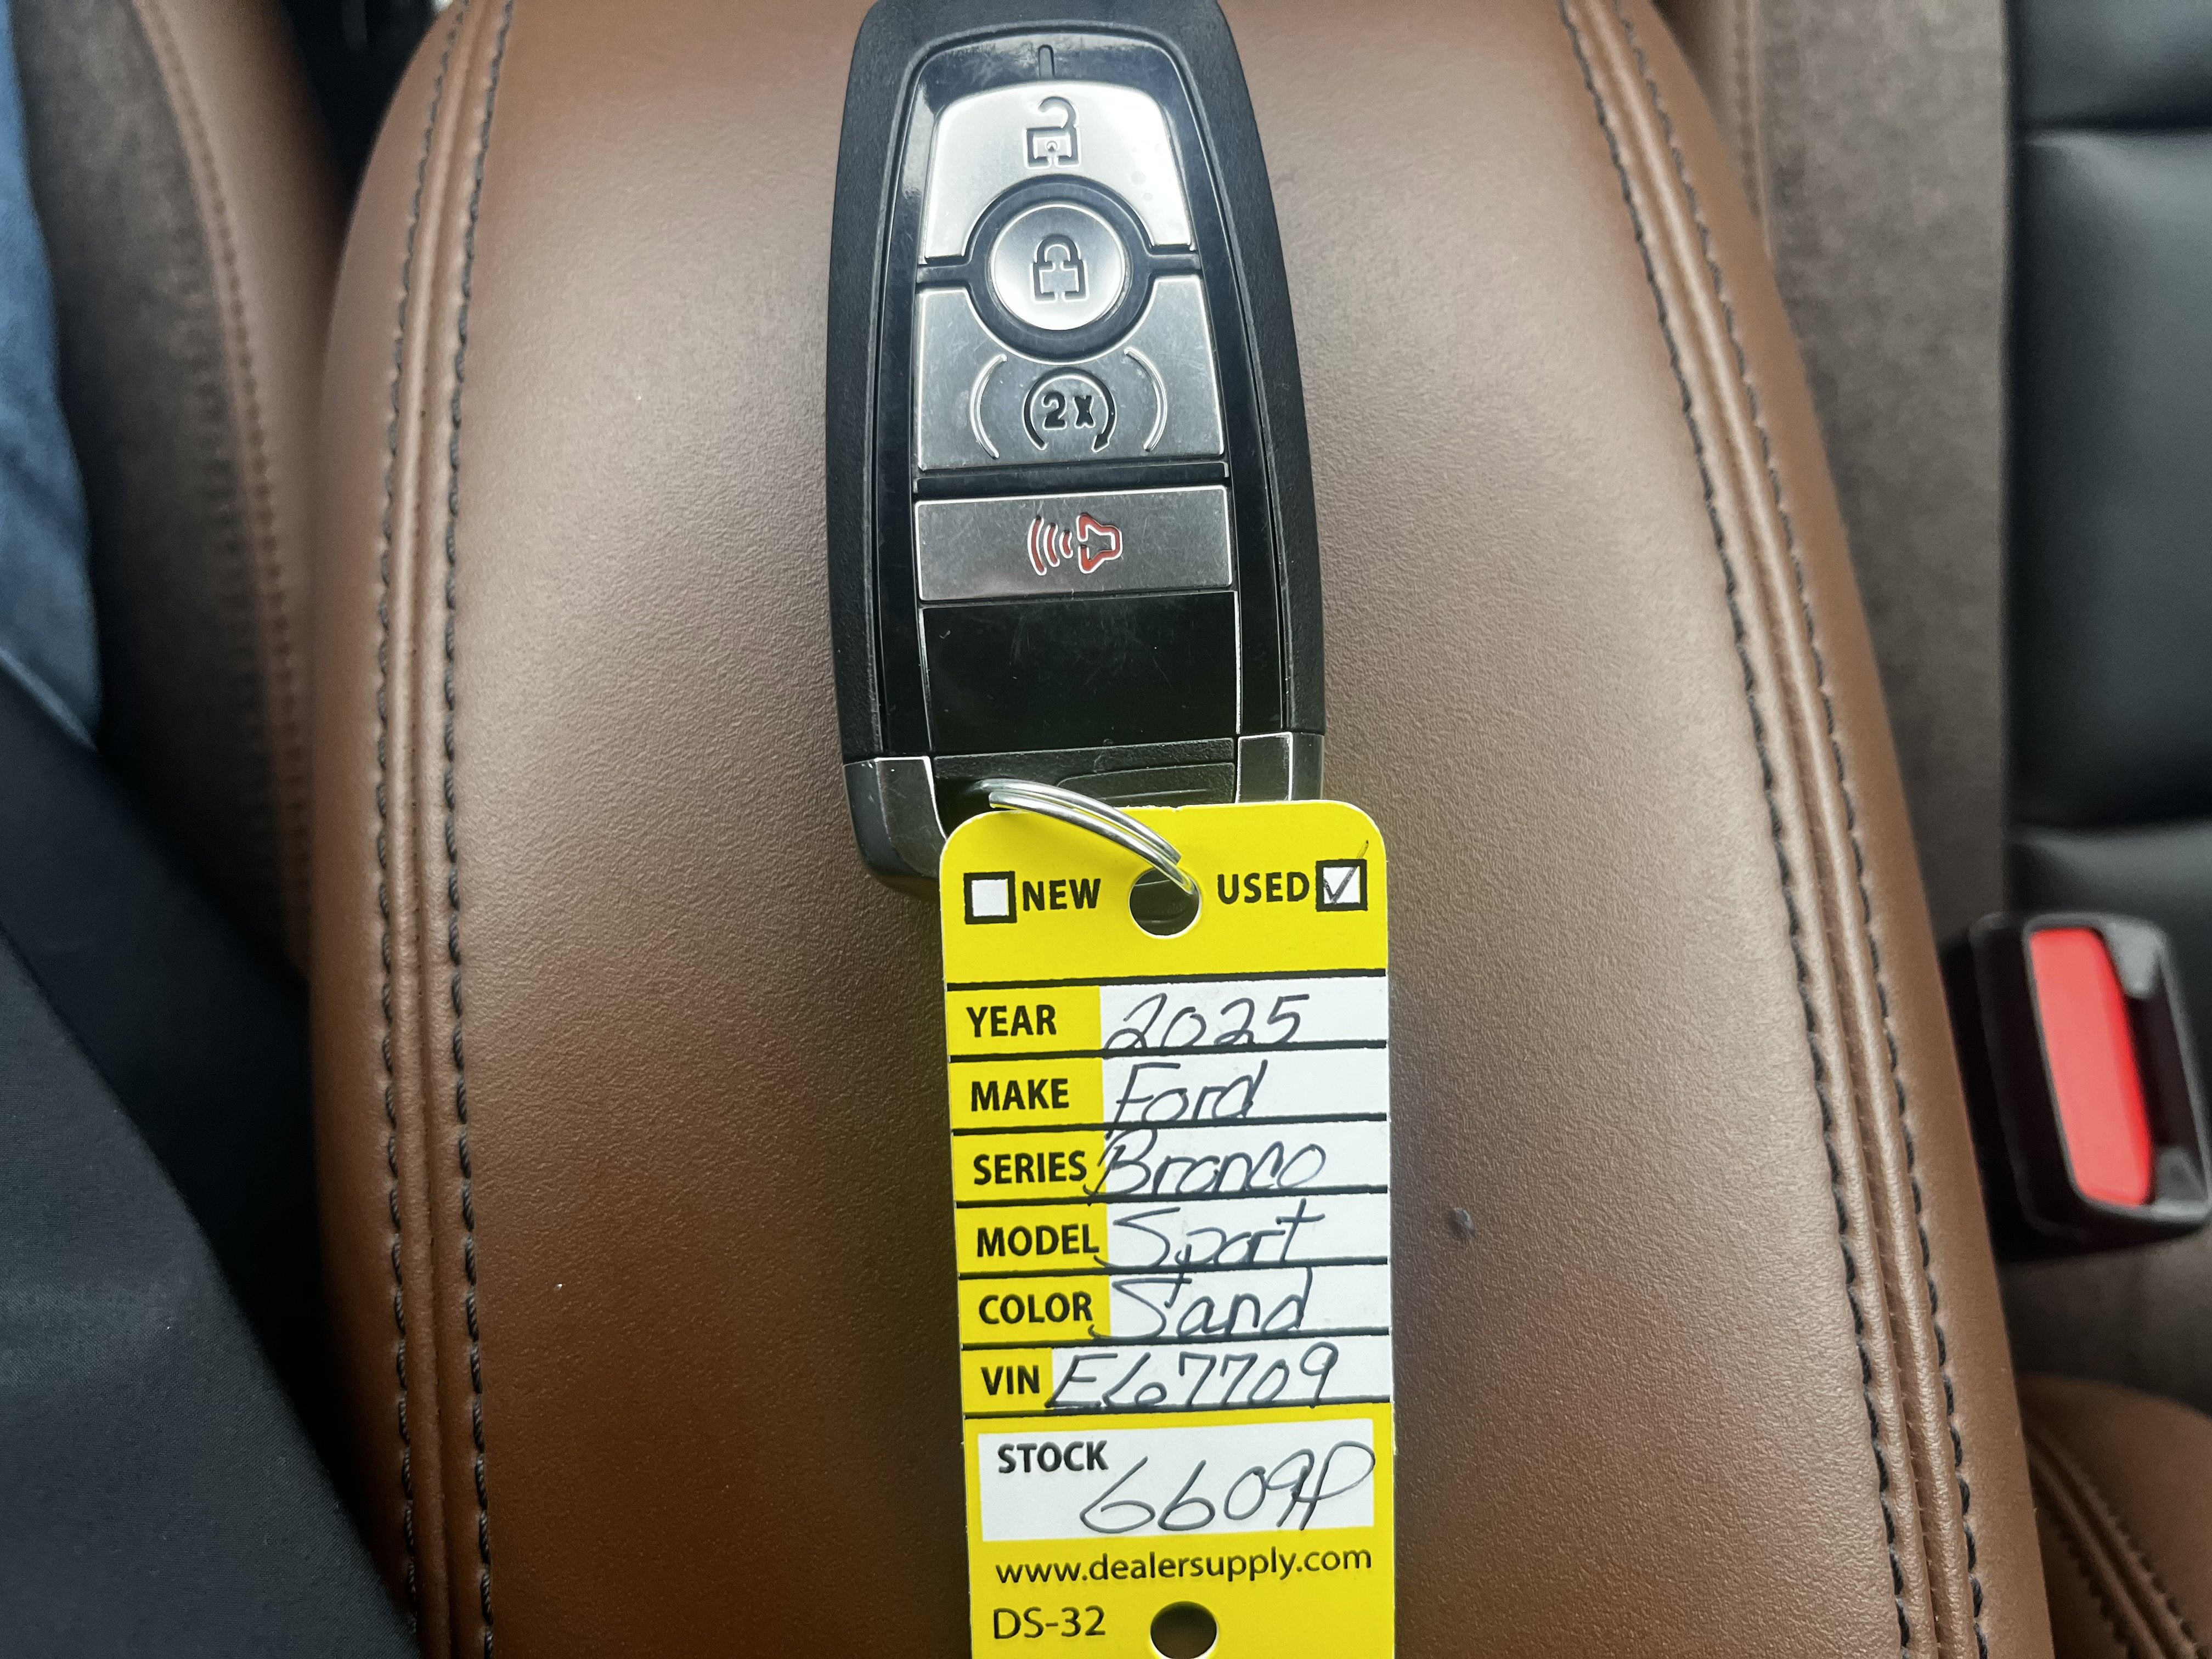 2x
NEW USED
YEAR 2025
MAKE Ford
SERIES Bronco
MODEL Sport
COLOR Sand
VIN E67709
STOCK 6609P
www.dealersupply.com
DS-32